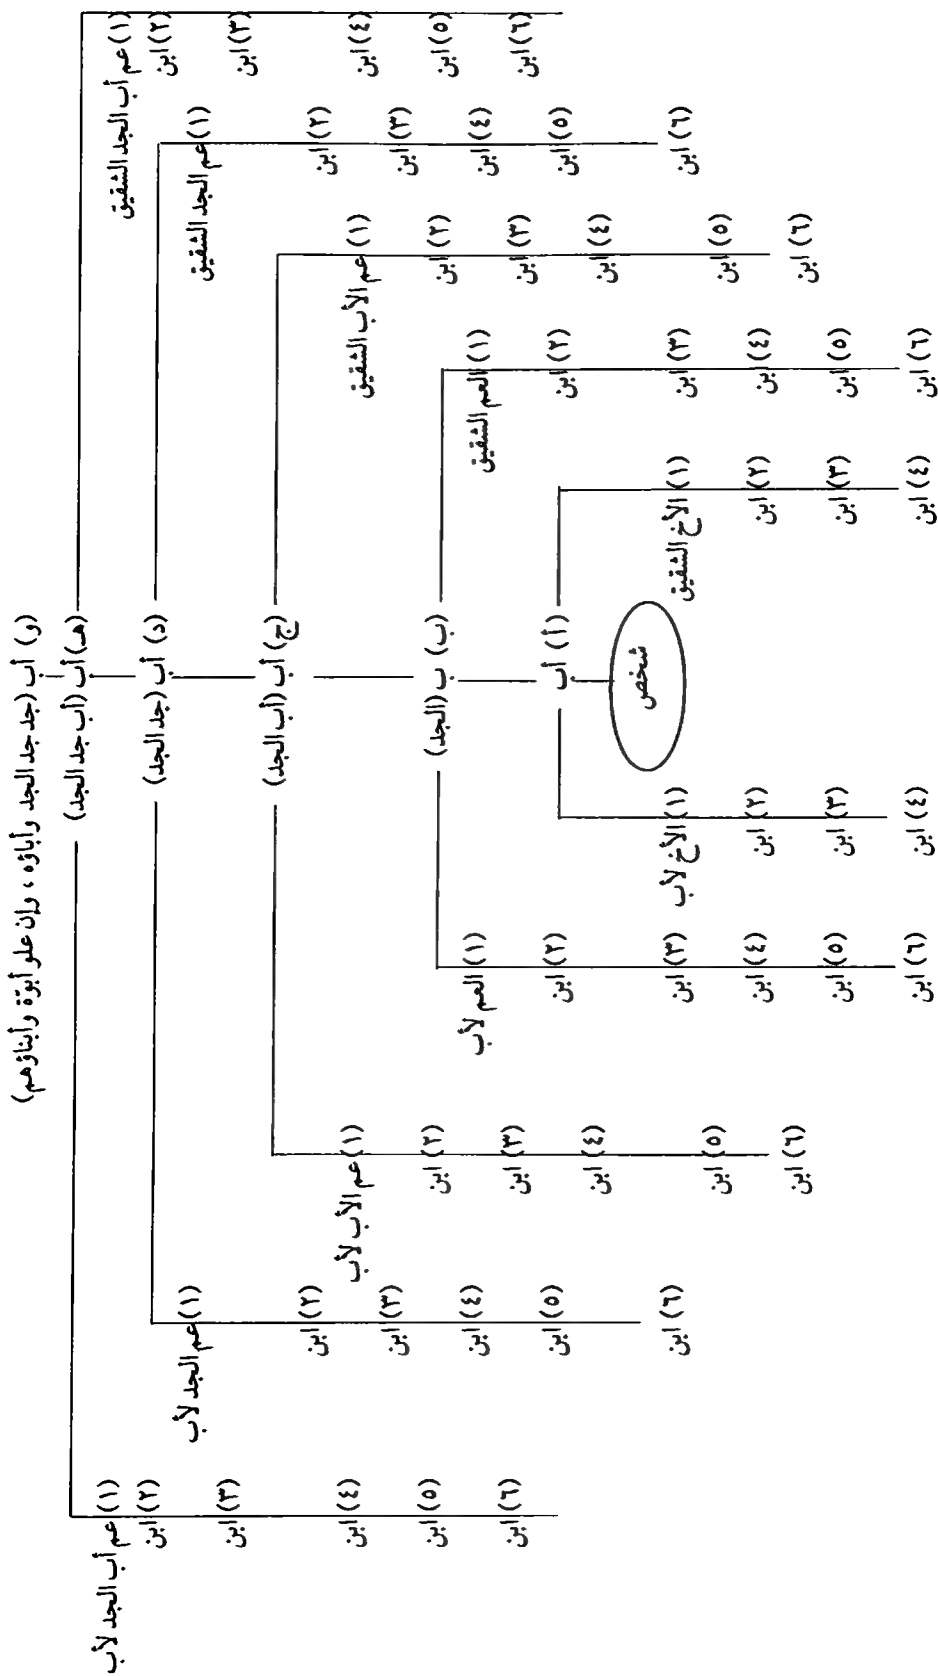 (و) أب (جد جد الجد وأباؤه ، وإن علو أبوّة وأبناؤهم)
(هـ) أب (أب جد الجد)
(د) أب (جد الجد)
(ج) أب (أب الجد)
(ب) ب (الجد)
(أ) أب
شخص
(١) عم أب الجد الشقيق
(٢) ابن
(٣) ابن
(٤) ابن
(٥) ابن
(٦) ابن
(١) عم الجد الشقيق
(٢) ابن
(٣) ابن
(٤) ابن
(٥) ابن
(٦) ابن
(١) عم الأب الشقيق
(٢) ابن
(٣) ابن
(٤) ابن
(٥) ابن
(٦) ابن
(١) العم الشقيق
(٢) ابن
(٣) ابن
(٤) ابن
(٥) ابن
(٦) ابن
(١) الأخ الشقيق
(٢) ابن
(٣) ابن
(٤) ابن
(١) الأخ لأب
(٢) ابن
(٣) ابن
(٤) ابن
(١) العم لأب
(٢) ابن
(٣) ابن
(٤) ابن
(٥) ابن
(٦) ابن
(١) عم الأب لأب
(٢) ابن
(٣) ابن
(٤) ابن
(٥) ابن
(٦) ابن
(١) عم الجد لأب
(٢) ابن
(٣) ابن
(٤) ابن
(٥) ابن
(٦) ابن
(١) عم أب الجد لأب
(٢) ابن
(٣) ابن
(٤) ابن
(٥) ابن
(٦) ابن